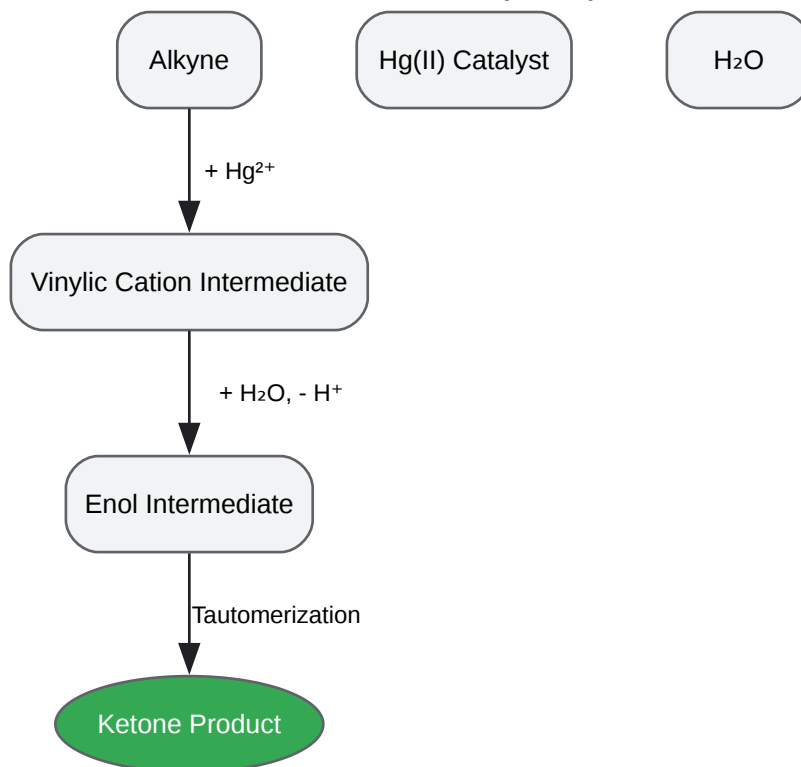 Alkyne
Hg(II) Catalyst
H₂O
+ Hg²⁺
Vinylic Cation Intermediate
+ H₂O, - H⁺
Enol Intermediate
Tautomerization
Ketone Product